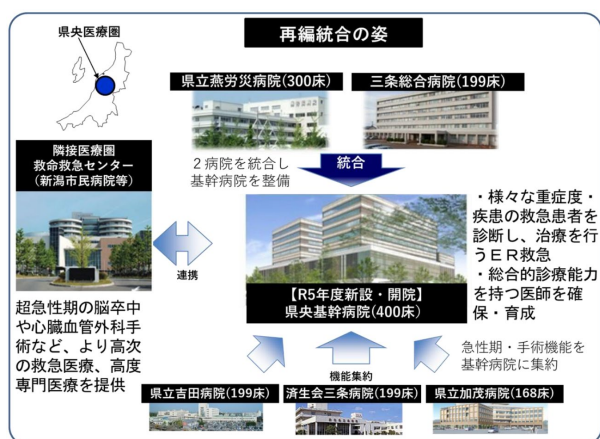 県央医療圏
再編統合の姿
県立燕労災病院(300床)
三条総合病院(199床)
２病院を統合し
基幹病院を整備
統合
隣接医療圏
救命救急センター
(新潟市民病院等)
連携
超急性期の脳卒中
や心臓血管外科手
術など、より高次
の救急医療、高度
専門医療を提供
【R5年度新設・開院】
県央基幹病院(400床)
・様々な重症度・
疾患の救急患者を
診断し、治療を行
うＥＲ救急
・総合的診療能力
を持つ医師を確
保・育成
機能集約
急性期・手術機能を
基幹病院に集約
県立吉田病院(199床)
済生会三条病院(199床)
県立加茂病院(168床)